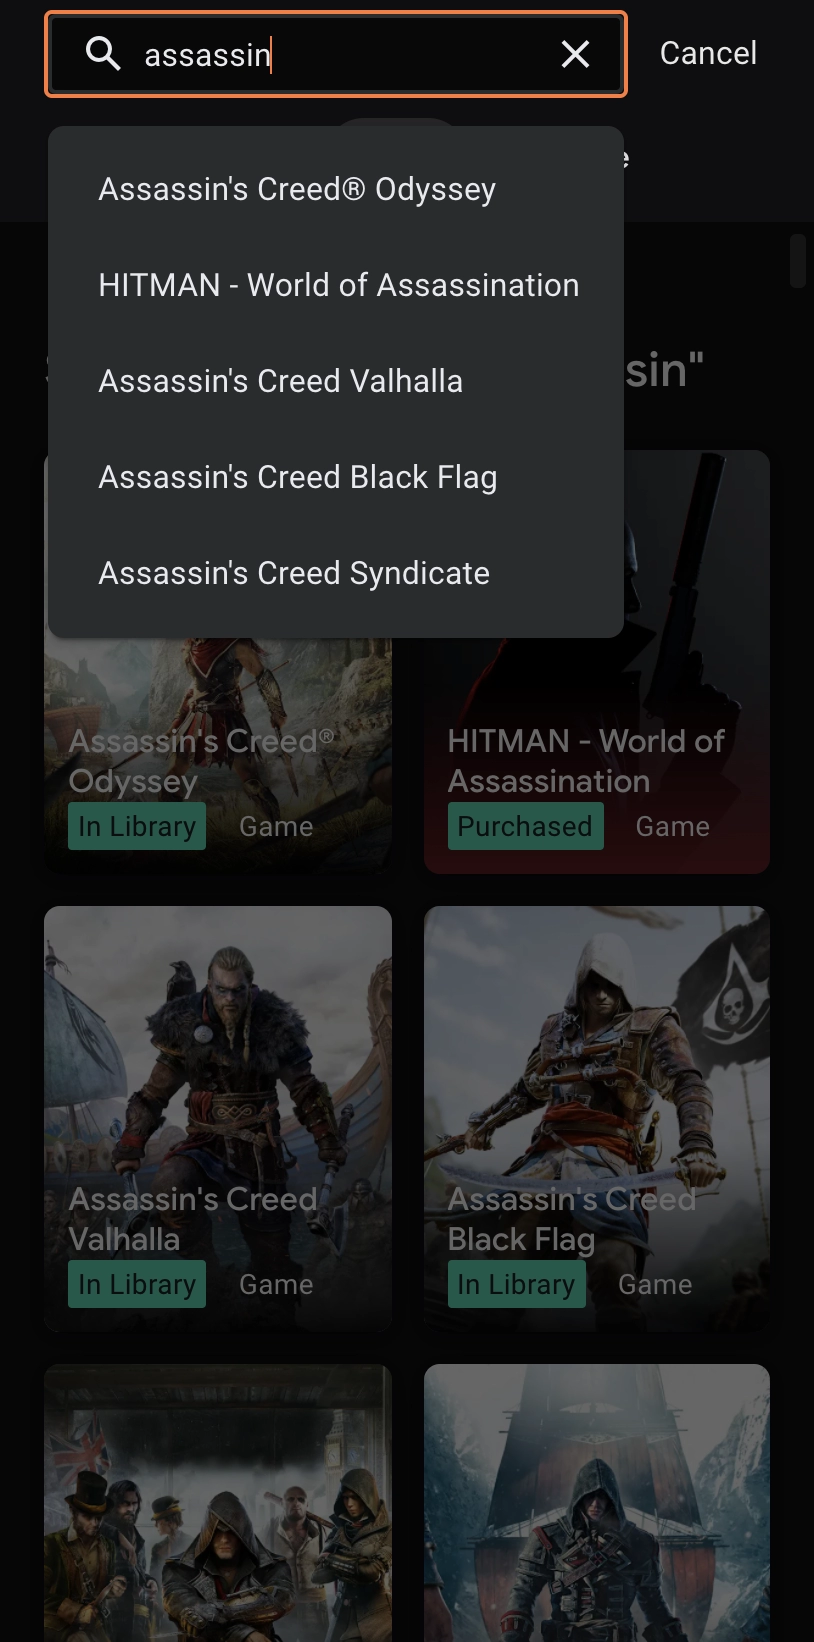 assassin
Cancel
Assassin's Creed® Odyssey
HITMAN - World of Assassination
Assassin's Creed Valhalla
Assassin's Creed Black Flag
Assassin's Creed Syndicate
sin"
Assassin's Creed®
Odyssey
In Library Game
HITMAN - World of
Assassination
Purchased Game
Assassin's Creed
Valhalla
In Library Game
Assassin's Creed
Black Flag
In Library Game